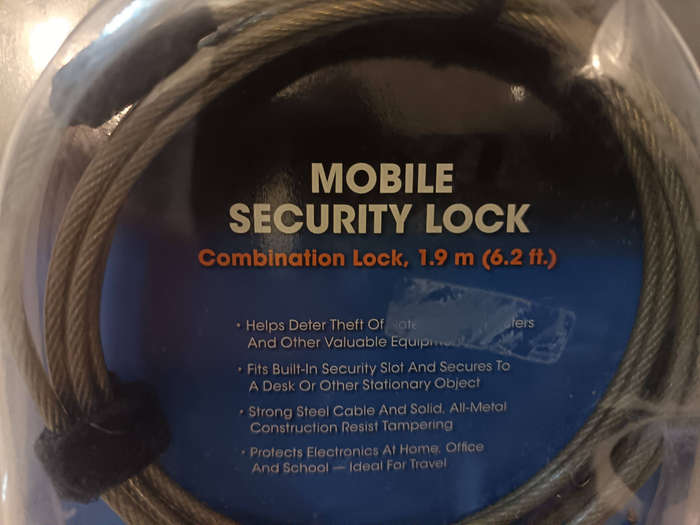 MOBILE
SECURITY LOCK
Combination Lock, 1.9 m (6.2 ft.)
• Helps Deter Theft Of
And Other Valuable
• Fits Built-In Security Slot And Secures To
A Desk Or Other Stationary Object
• Strong Steel Cable And Solid, All-Metal
Construction Resist Tampering
• Protects Electronics At Home, Office
And School — Ideal For Travel